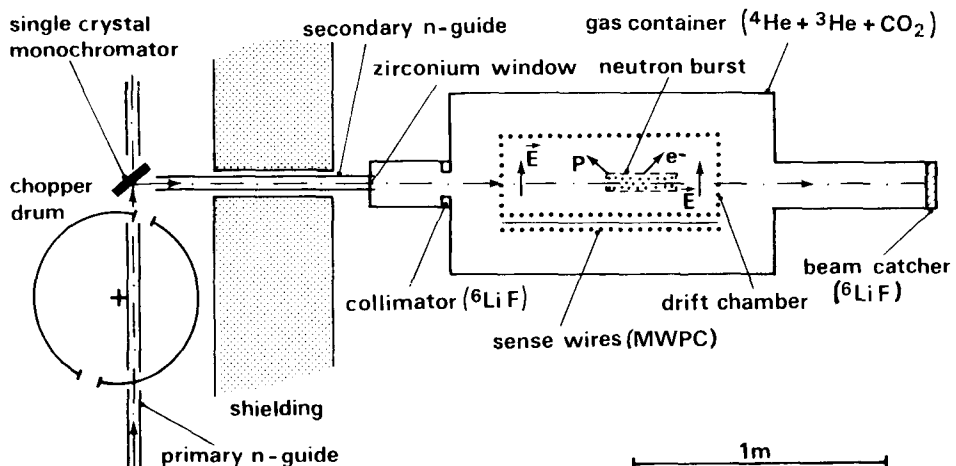 single crystal
monochromator
secondary n-guide
gas container (⁴He + ³He + CO₂)
zirconium window
neutron burst
chopper
drum
E
P
e-
E
collimator (⁶LiF)
sense wires (MWPC)
drift chamber
beam catcher
(⁶LiF)
shielding
primary n-guide
1m